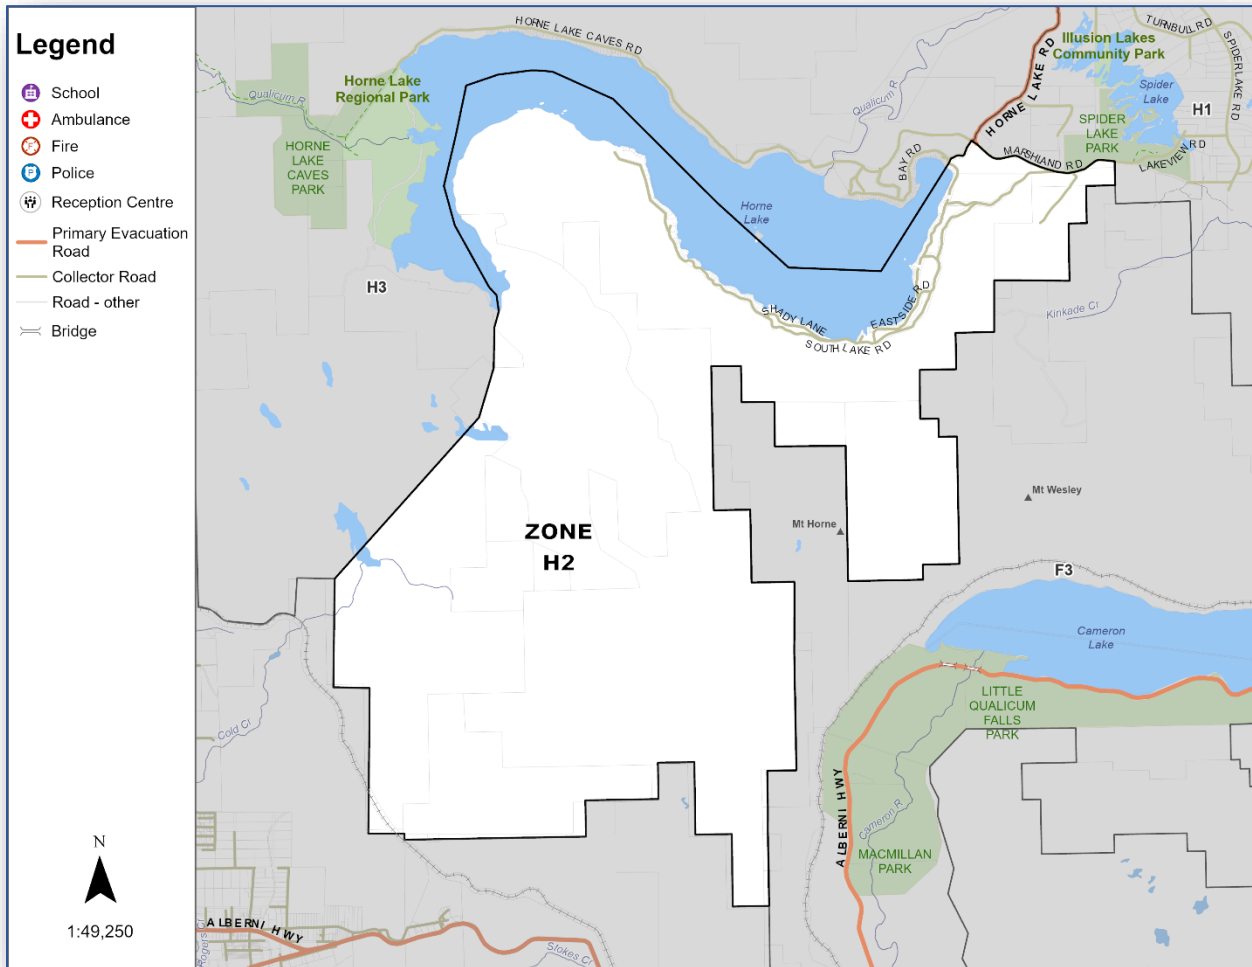 Legend
School
Ambulance
Fire
Police
Reception Centre
Primary Evacuation
Road
Collector Road
Road - other
Bridge
N
1:49,250
HORNE LAKE CAVES RD
Horne Lake
Regional Park
Qualicum R
HORNE
LAKE
CAVES
PARK
H3
Qualicum R
HORNE LAKE RD
Illusion Lakes
Community Park
TURNBULL RD
SPIDER LAKE RD
Spider
Lake
H1
SPIDER
LAKE
PARK
MARSHLAND RD
LAKEVIEW RD
BAY RD
Horne
Lake
SHADY LANE
EASTSIDE RD
SOUTH LAKE RD
Kinkade Cr
Mt Wesley
Mt Horne
ZONE
H2
F3
Cameron
Lake
LITTLE
QUALICUM
FALLS
PARK
ALBERNI HWY
Cameron R
MACMILLAN
PARK
Cold Cr
ALBERNI HWY
Rogers Cr
Stokes Cr